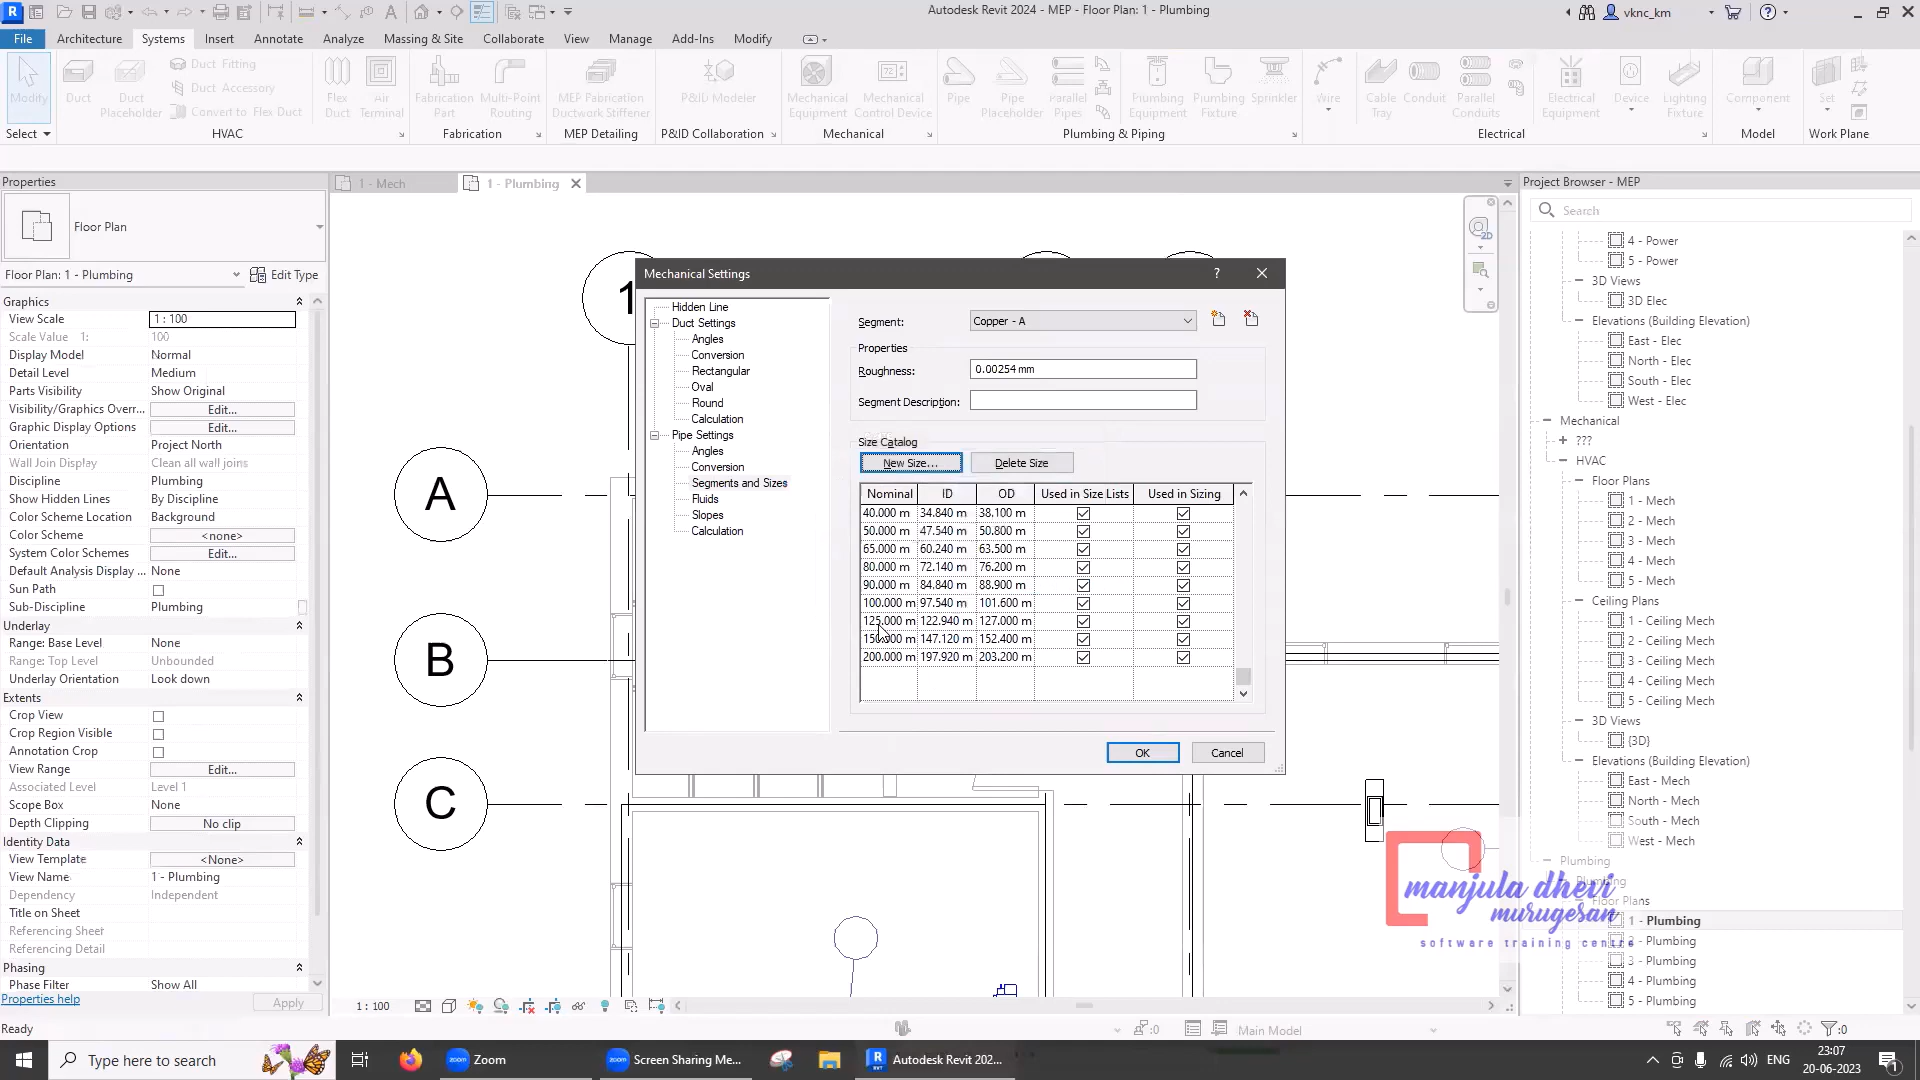 Autodesk Revit 2024 - MEP - Floor Plan: 1 - Plumbing
vknc_km
File Architecture Systems Insert Annotate Analyze Massing & Site Collaborate View Manage Add-Ins Modify
Modify
Duct
Duct Placeholder
Duct Fitting
Duct Accessory
Convert to Flex Duct
Flex Duct
Air Terminal
Fabrication Part
Multi-Point Routing
MEP Fabrication Ductwork Stiffener
P&ID Modeler
Mechanical Equipment
Mechanical Control Device
Pipe
Pipe Placeholder
Parallel Pipes
Plumbing Equipment
Plumbing Fixture
Sprinkler
Wire
Cable Tray
Conduit
Parallel Conduits
Electrical Equipment
Device
Lighting Fixture
Component
Set
Select HVAC Fabrication MEP Detailing P&ID Collaboration Mechanical Plumbing & Piping Electrical Model Work Plane
Properties
Floor Plan
Floor Plan: 1 - Plumbing Edit Type
Graphics
View Scale 1 : 100
Scale Value 1: 100
Display Model Normal
Detail Level Medium
Parts Visibility Show Original
Visibility/Graphics Overr... Edit...
Graphic Display Options Edit...
Orientation Project North
Wall Join Display Clean all wall joins
Discipline Plumbing
Show Hidden Lines By Discipline
Color Scheme Location Background
Color Scheme <none>
System Color Schemes Edit...
Default Analysis Display ... None
Sun Path
Sub-Discipline Plumbing
Underlay
Range: Base Level None
Range: Top Level Unbounded
Underlay Orientation Look down
Extents
Crop View
Crop Region Visible
Annotation Crop
View Range Edit...
Associated Level Level 1
Scope Box None
Depth Clipping No clip
Identity Data
View Template <None>
View Name 1 - Plumbing
Dependency Independent
Title on Sheet
Referencing Sheet
Referencing Detail
Phasing
Phase Filter Show All
Properties help Apply
1 - Mech 1 - Plumbing
1
A
B
C
Mechanical Settings ?
Hidden Line
Duct Settings
Angles
Conversion
Rectangular
Oval
Round
Calculation
Pipe Settings
Angles
Conversion
Segments and Sizes
Fluids
Slopes
Calculation
Segment: Copper - A
Properties
Roughness: 0.00254 mm
Segment Description:
Size Catalog
New Size... Delete Size
Nominal ID OD Used in Size Lists Used in Sizing
40.000 m 34.840 m 38.100 m
50.000 m 47.540 m 50.800 m
65.000 m 60.240 m 63.500 m
80.000 m 72.140 m 76.200 m
90.000 m 84.840 m 88.900 m
100.000 m 97.540 m 101.600 m
125.000 m 122.940 m 127.000 m
150.000 m 147.120 m 152.400 m
200.000 m 197.920 m 203.200 m
OK Cancel
2D
Project Browser - MEP
Search
4 - Power
5 - Power
3D Views
3D Elec
Elevations (Building Elevation)
East - Elec
North - Elec
South - Elec
West - Elec
Mechanical
???
HVAC
Floor Plans
1 - Mech
2 - Mech
3 - Mech
4 - Mech
5 - Mech
Ceiling Plans
1 - Ceiling Mech
2 - Ceiling Mech
3 - Ceiling Mech
4 - Ceiling Mech
5 - Ceiling Mech
3D Views
{3D}
Elevations (Building Elevation)
East - Mech
North - Mech
South - Mech
West - Mech
Plumbing
Plumbing
Floor Plans
1 - Plumbing
2 - Plumbing
3 - Plumbing
4 - Plumbing
5 - Plumbing
manjula dhevi
murugesan
software training centre
1 : 100
Ready :0 Main Model :0
Type here to search Zoom Screen Sharing Me... Autodesk Revit 202... ENG 23:07
20-06-2023